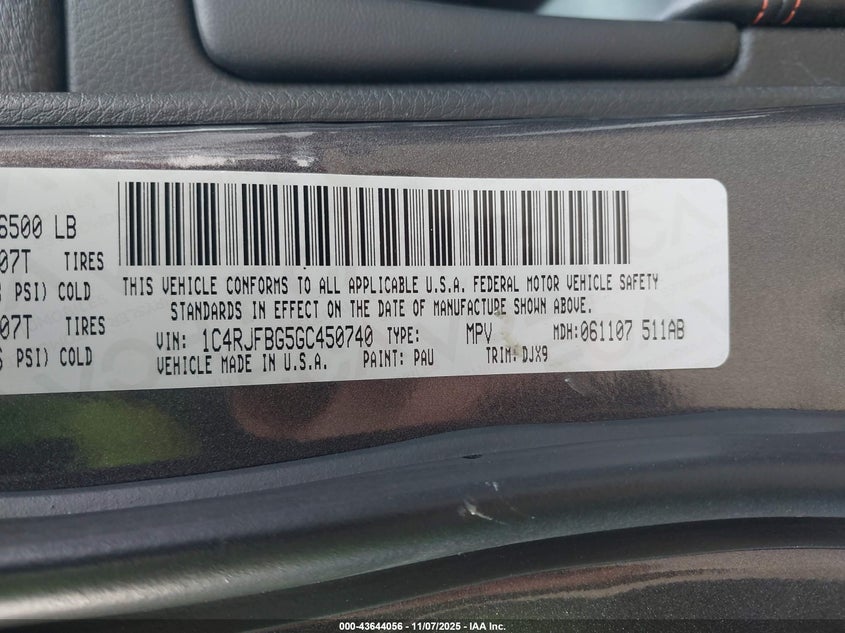 6500 LB
07T TIRES
PSI) COLD
07T TIRES
PSI) COLD
THIS VEHICLE CONFORMS TO ALL APPLICABLE U.S.A. FEDERAL MOTOR VEHICLE SAFETY
STANDARDS IN EFFECT ON THE DATE OF MANUFACTURE SHOWN ABOVE.
VIN: 1C4RJFBG5GC450740 TYPE: MPV MDH: 061107 511AB
VEHICLE MADE IN U.S.A. PAINT: PAU TRIM: DJX9
000-43644056 — 11/07/2025 — IAA Inc.